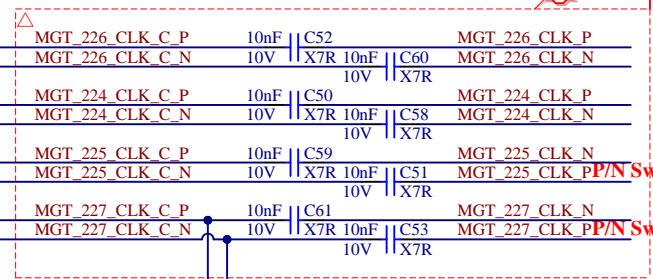 MGT_226_CLK_C_P 10nF C52 MGT_226_CLK_P
MGT_226_CLK_C_N 10V X7R 10nF C60 MGT_226_CLK_N
10V X7R
MGT_224_CLK_C_P 10nF C50 MGT_224_CLK_P
MGT_224_CLK_C_N 10V X7R 10nF C58 MGT_224_CLK_N
10V X7R
MGT_225_CLK_C_P 10nF C59 MGT_225_CLK_N
MGT_225_CLK_C_N 10V X7R 10nF C51 MGT_225_CLK_P P/N Sw
10V X7R
MGT_227_CLK_C_P 10nF C61 MGT_227_CLK_N
MGT_227_CLK_C_N 10V X7R 10nF C53 MGT_227_CLK_P P/N Sw
10V X7R